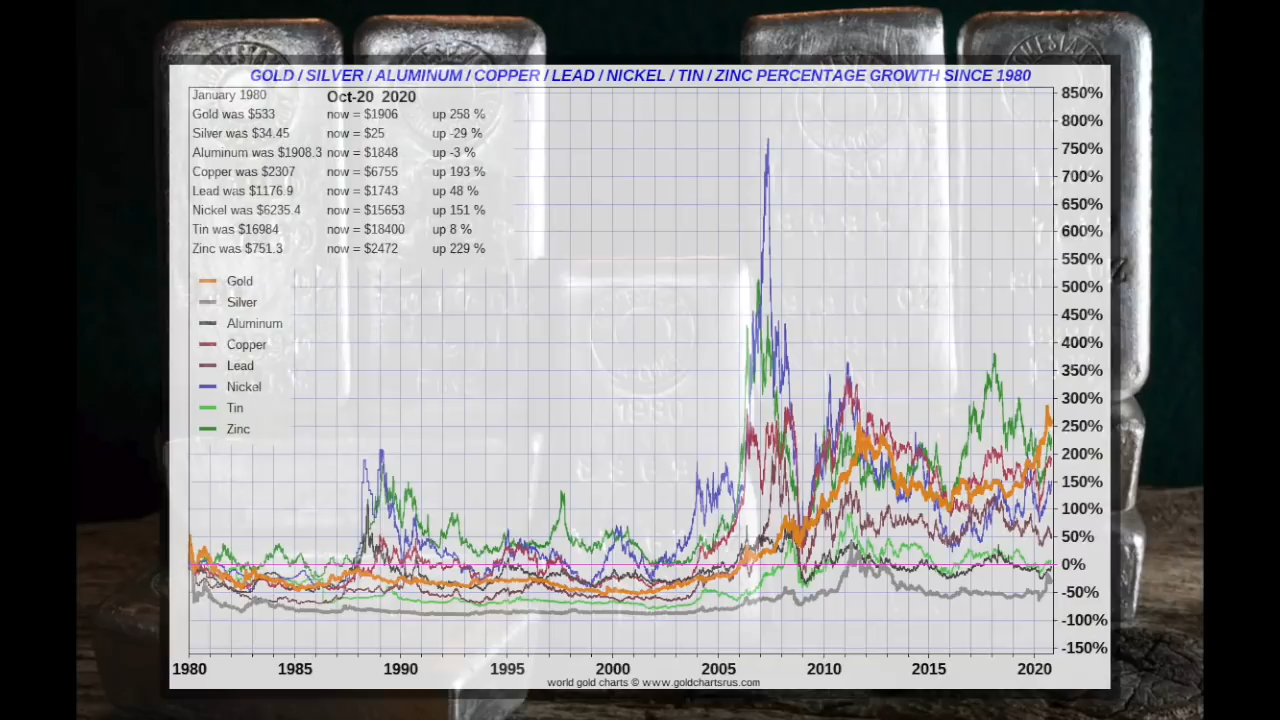 GOLD / SILVER / ALUMINUM / COPPER / LEAD / NICKEL / TIN / ZINC PERCENTAGE GROWTH SINCE 1980
January 1980 Oct-20 2020
Gold was $533 now = $1906 up 258 %
Silver was $34.45 now = $25 up -29 %
Aluminum was $1908.3 now = $1848 up -3 %
Copper was $2307 now = $6755 up 193 %
Lead was $1176.9 now = $1743 up 48 %
Nickel was $6235.4 now = $15653 up 151 %
Tin was $16984 now = $18400 up 8 %
Zinc was $751.3 now = $2472 up 229 %
Gold
Silver
Aluminum
Copper
Lead
Nickel
Tin
Zinc
850%
800%
750%
700%
650%
600%
550%
500%
450%
400%
350%
300%
250%
200%
150%
100%
50%
0%
-50%
-100%
-150%
1980 1985 1990 1995 2000 2005 2010 2015 2020
world gold charts © www.goldchartsrus.com